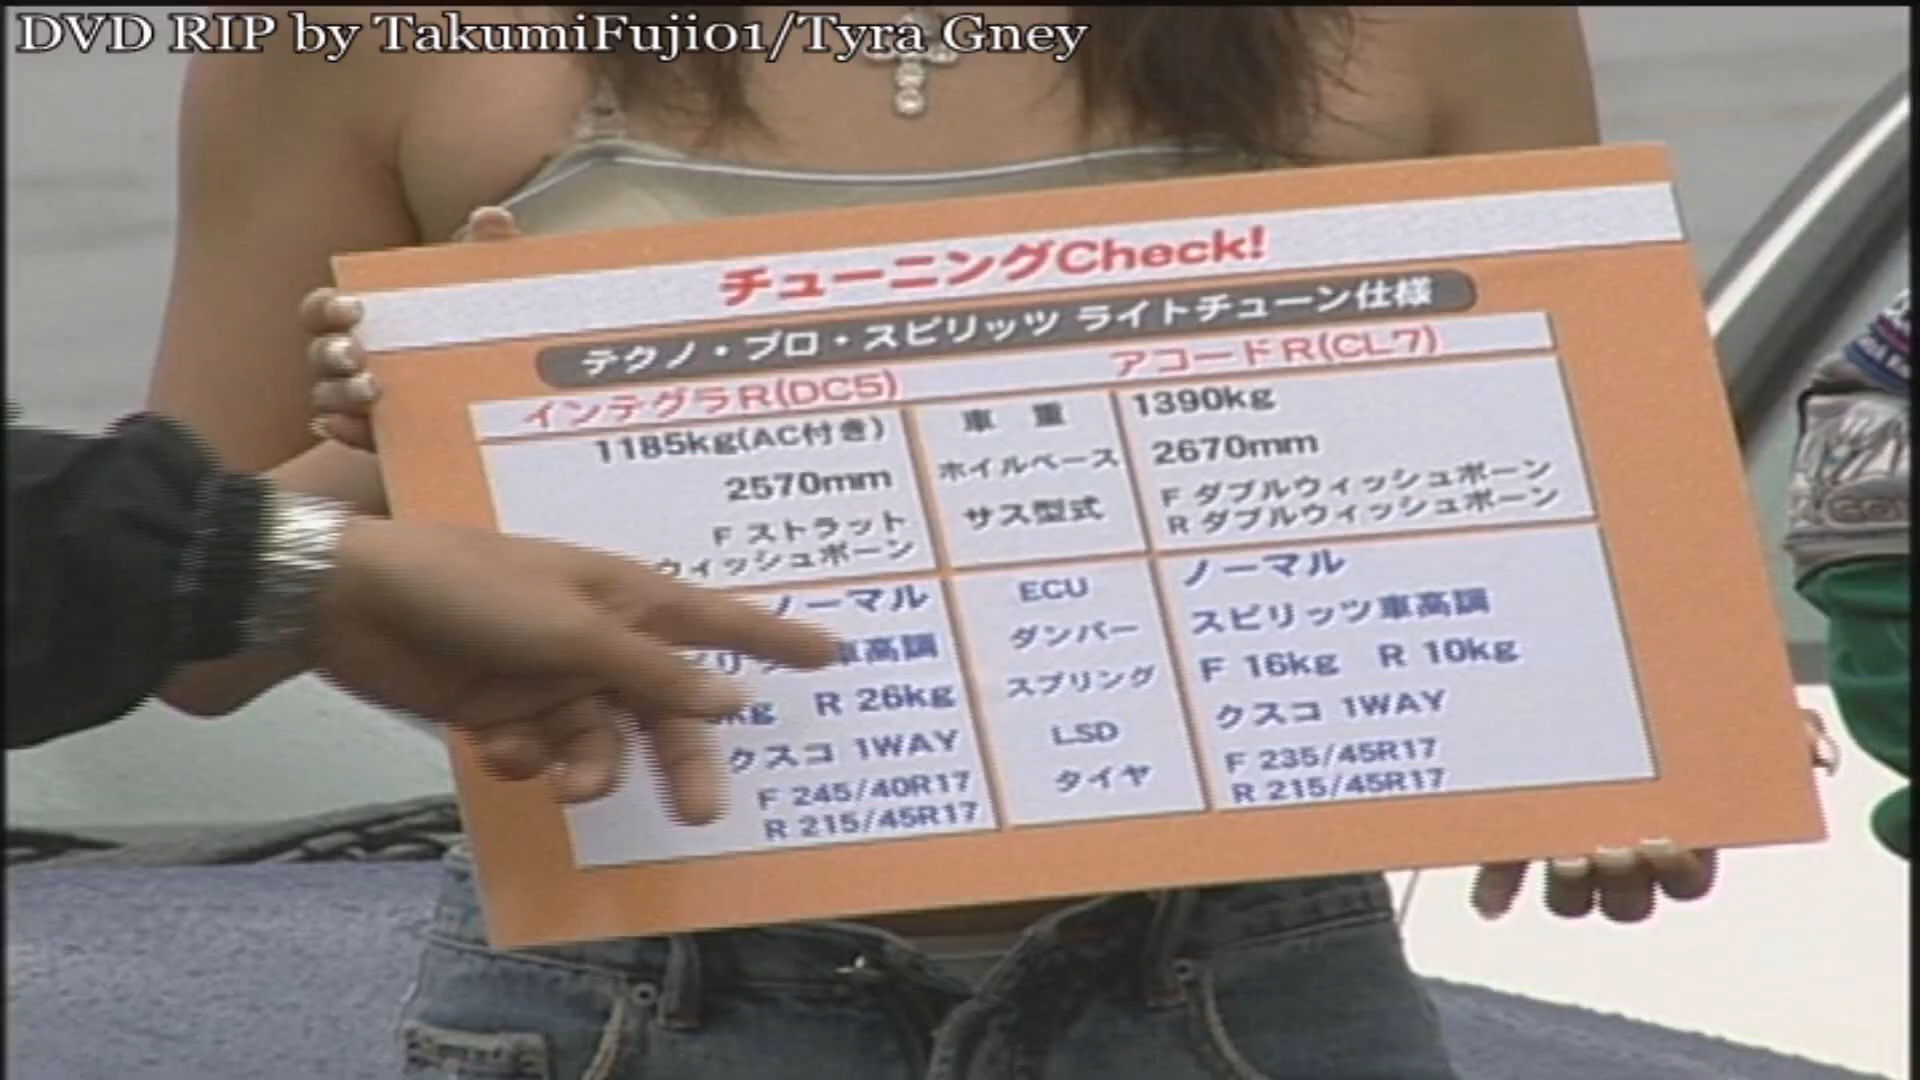 DVD RIP by TakumiFuji01/Tyra Gney
チューニングCheck!
テクノ・プロ・スピリッツ ライトチューン仕様
インテグラR(DC5) アコードR(CL7)
1185kg(AC付き) 車重 1390kg
2570mm ホイルベース 2670mm
F ストラット サス型式 F ダブルウィッシュボーン
ウィッシュボーン R ダブルウィッシュボーン
ノーマル ECU ノーマル
車高調 ダンパー スピリッツ車高調
R 26kg スプリング F 16kg R 10kg
クスコ 1WAY LSD クスコ 1WAY
F 245/40R17 タイヤ F 235/45R17
R 215/45R17 R 215/45R17